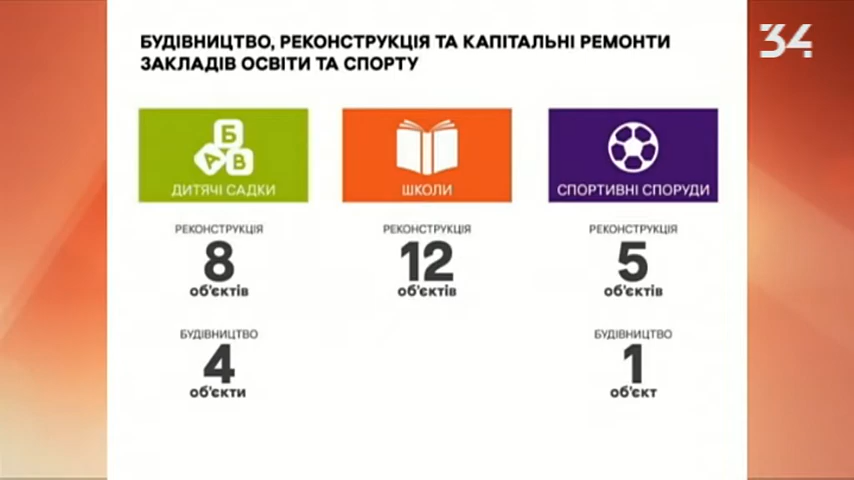 БУДІВНИЦТВО, РЕКОНСТРУКЦІЯ ТА КАПІТАЛЬНІ РЕМОНТИ
ЗАКЛАДІВ ОСВІТИ ТА СПОРТУ
34
Б
А В
ДИТЯЧІ САДКИ
ШКОЛИ
СПОРТИВНІ СПОРУДИ
РЕКОНСТРУКЦІЯ
8
об'єктів
РЕКОНСТРУКЦІЯ
12
об'єктів
РЕКОНСТРУКЦІЯ
5
об'єктів
БУДІВНИЦТВО
4
об'єкти
БУДІВНИЦТВО
1
об'єкт